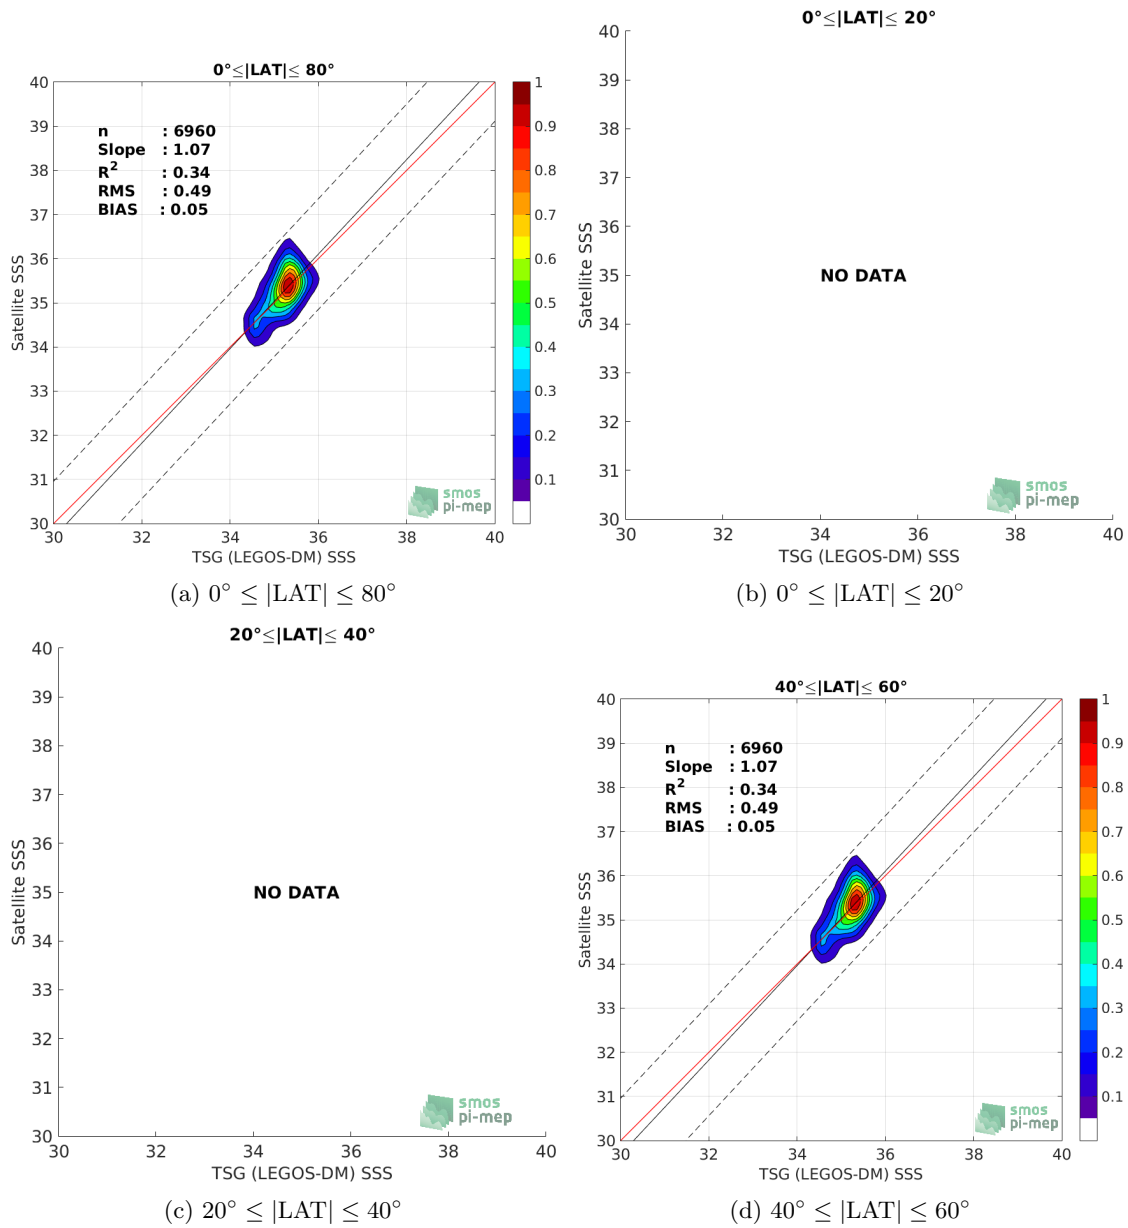 0°≤|LAT|≤ 80°
40
39
38
37
36
35
34
33
32
31
30
Satellite SSS
n : 6960
Slope : 1.07
R² : 0.34
RMS : 0.49
BIAS : 0.05
smos
pi-mep
30 32 34 36 38 40
TSG (LEGOS-DM) SSS
1
0.9
0.8
0.7
0.6
0.5
0.4
0.3
0.2
0.1
(a) 0° ≤ |LAT| ≤ 80°
0°≤|LAT|≤ 20°
40
39
38
37
36
35
34
33
32
31
30
Satellite SSS
NO DATA
smos
pi-mep
30 32 34 36 38 40
TSG (LEGOS-DM) SSS
(b) 0° ≤ |LAT| ≤ 20°
20°≤|LAT|≤ 40°
40
39
38
37
36
35
34
33
32
31
30
Satellite SSS
NO DATA
smos
pi-mep
30 32 34 36 38 40
TSG (LEGOS-DM) SSS
(c) 20° ≤ |LAT| ≤ 40°
40°≤|LAT|≤ 60°
40
39
38
37
36
35
34
33
32
31
30
Satellite SSS
n : 6960
Slope : 1.07
R² : 0.34
RMS : 0.49
BIAS : 0.05
smos
pi-mep
30 32 34 36 38 40
TSG (LEGOS-DM) SSS
1
0.9
0.8
0.7
0.6
0.5
0.4
0.3
0.2
0.1
(d) 40° ≤ |LAT| ≤ 60°